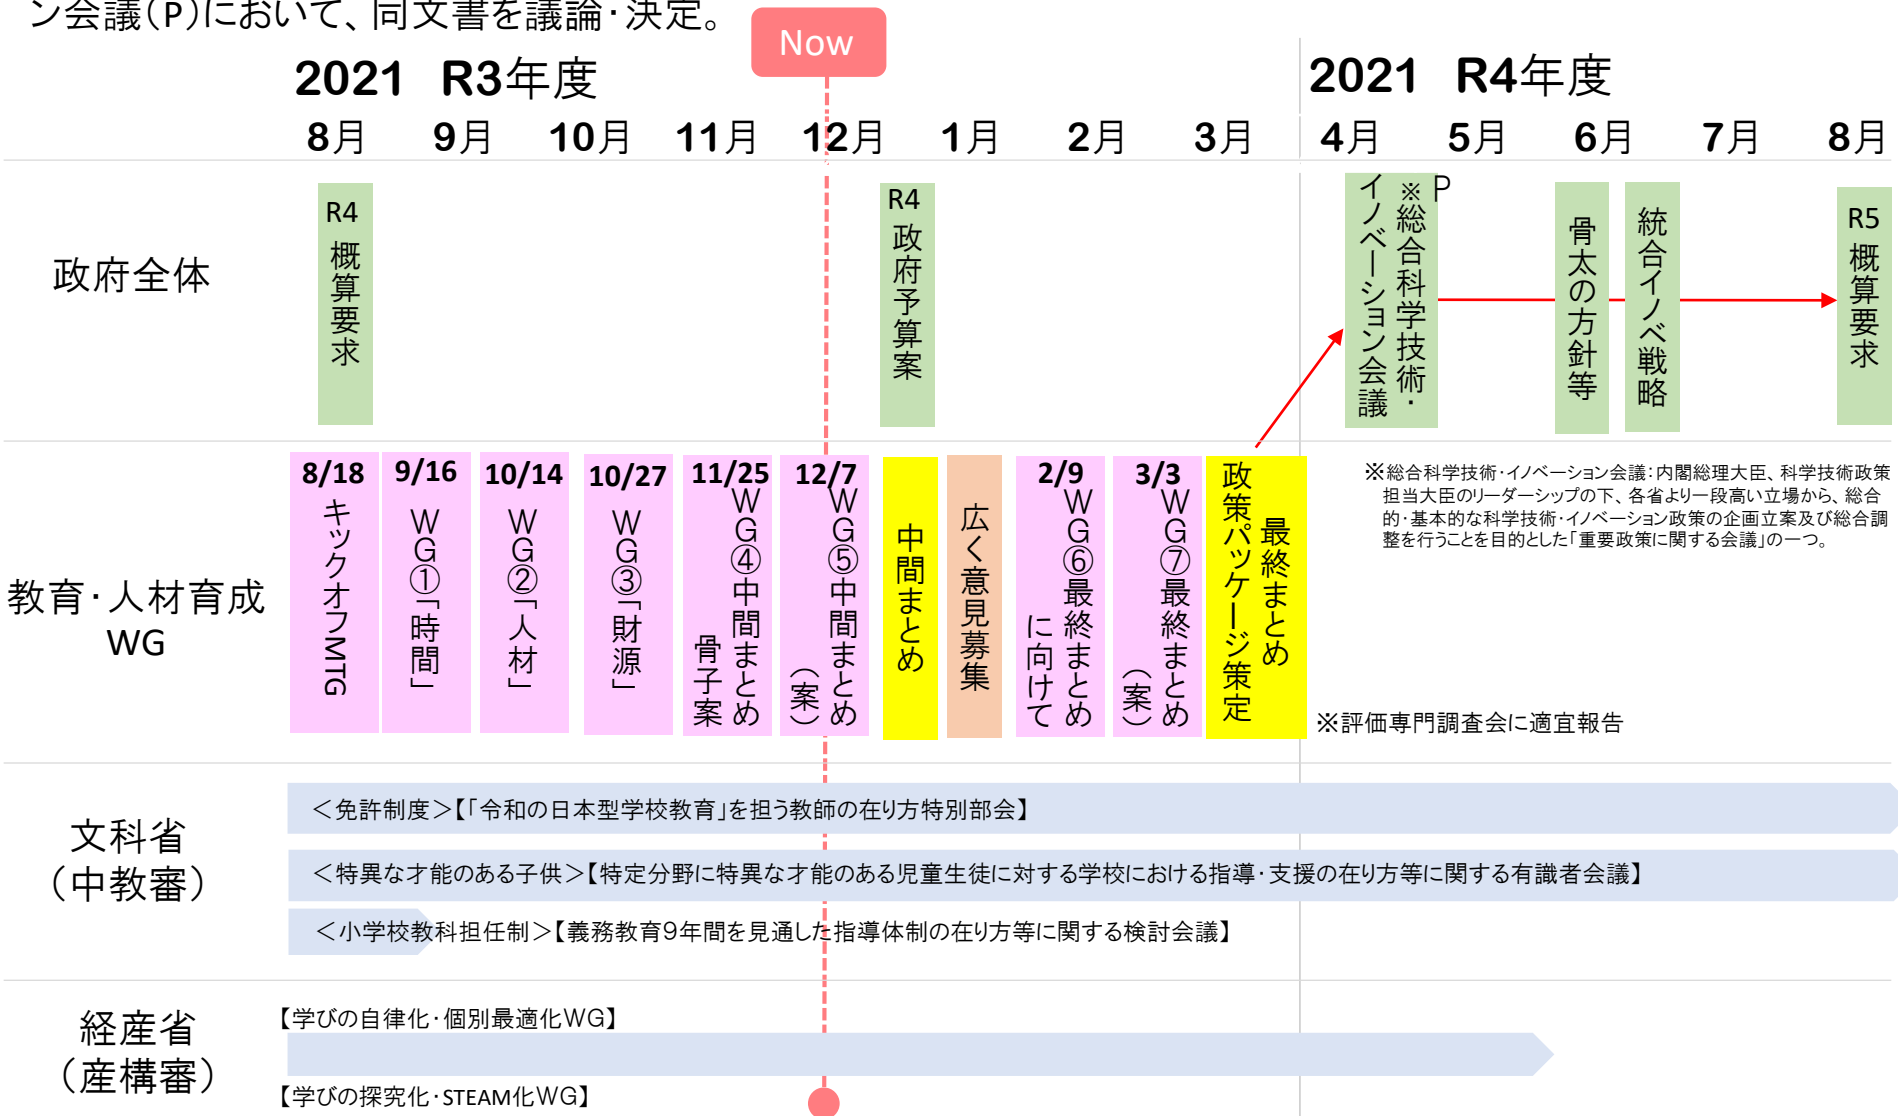 ン会議（P）において、同文書を議論・決定。
Now
2021 R3年度
2021 R4年度
8月 9月 10月 11月 12月 1月 2月 3月 4月 5月 6月 7月 8月
政府全体
R4
概算要求
R4
政府予算案
※総合科学技術・
イノベーション会議
P
骨太の方針等
統合イノベ戦略
R5
概算要求
教育・人材育成
WG
8/18
キックオフMTG
9/16
WG①「時間」
10/14
WG②「人材」
10/27
WG③「財源」
11/25
WG④中間まとめ
骨子案
12/7
WG⑤中間まとめ
（案）
中間まとめ
広く意見募集
2/9
WG⑥最終まとめ
に向けて
3/3
WG⑦最終まとめ
（案）
最終まとめ
政策パッケージ策定
※総合科学技術・イノベーション会議：内閣総理大臣、科学技術政策
担当大臣のリーダーシップの下、各省より一段高い立場から、総合
的・基本的な科学技術・イノベーション政策の企画立案及び総合調
整を行うことを目的とした「重要政策に関する会議」の一つ。
※評価専門調査会に適宜報告
文科省
（中教審）
＜免許制度＞【「令和の日本型学校教育」を担う教師の在り方特別部会】
＜特異な才能のある子供＞【特定分野に特異な才能のある児童生徒に対する学校における指導・支援の在り方等に関する有識者会議】
＜小学校教科担任制＞【義務教育9年間を見通した指導体制の在り方等に関する検討会議】
経産省
（産構審）
【学びの自律化・個別最適化WG】
【学びの探究化・STEAM化WG】